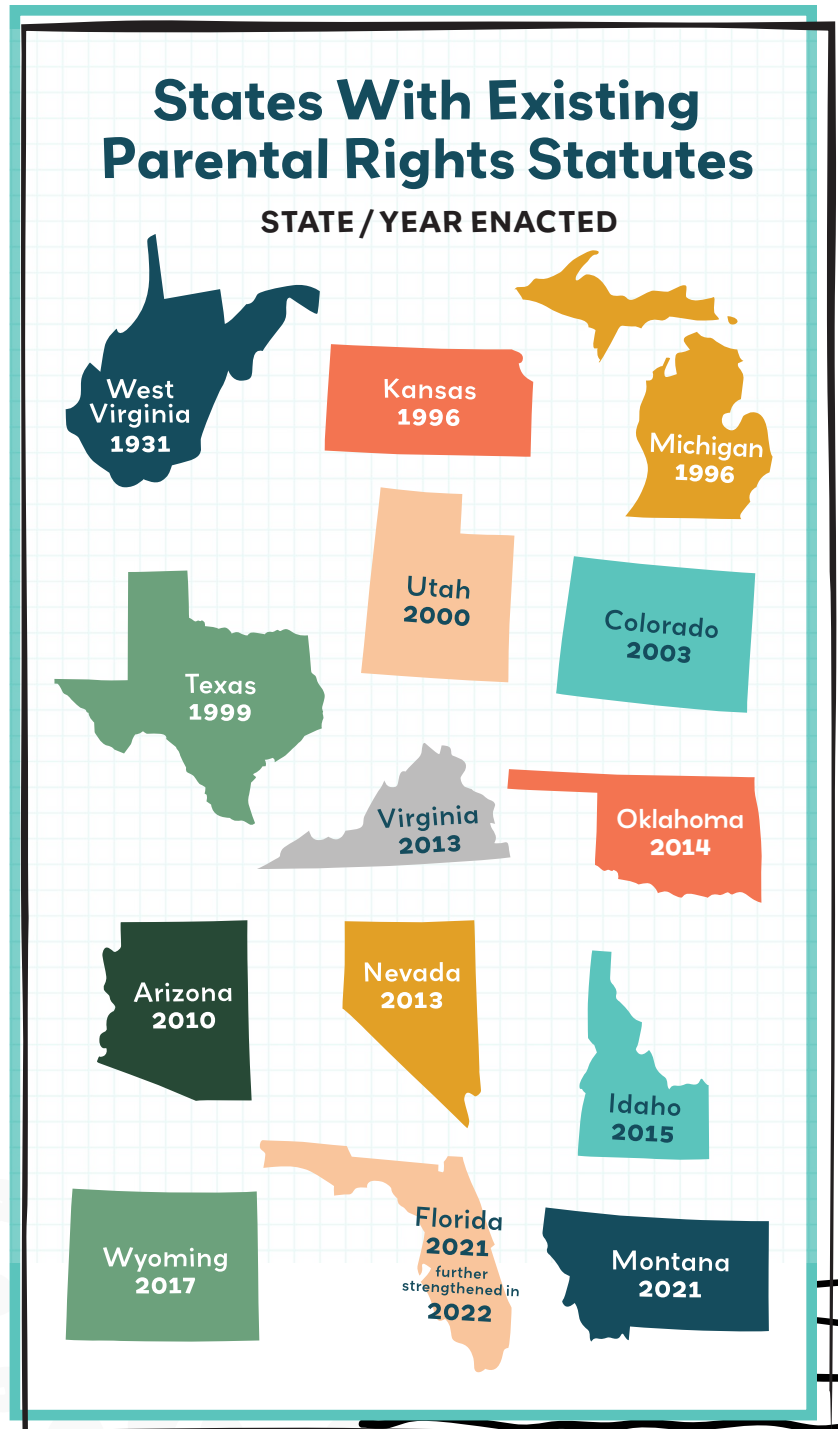 States With Existing
Parental Rights Statutes
STATE / YEAR ENACTED
West
Virginia
1931
Kansas
1996
Michigan
1996
Utah
2000
Colorado
2003
Texas
1999
Virginia
2013
Oklahoma
2014
Arizona
2010
Nevada
2013
Idaho
2015
Wyoming
2017
Florida
2021
further
strengthened in
2022
Montana
2021